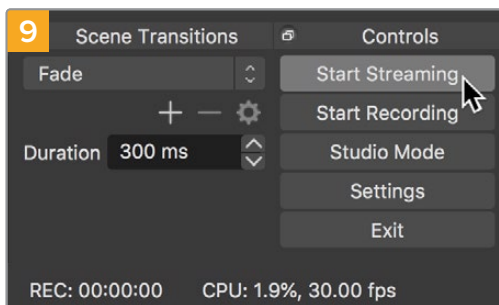 9
Scene Transitions
Controls
Fade
Start Streaming
Start Recording
Duration 300 ms
Studio Mode
Settings
Exit
REC: 00:00:00 CPU: 1.9%, 30.00 fps